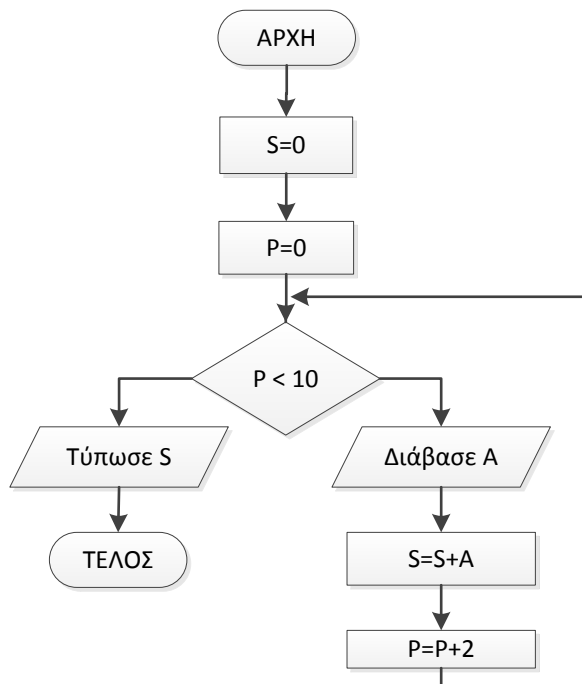 ΑΡΧΗ
S=0
P=0
P < 10
Τύπωσε S
Διάβασε Α
ΤΕΛΟΣ
S=S+A
P=P+2